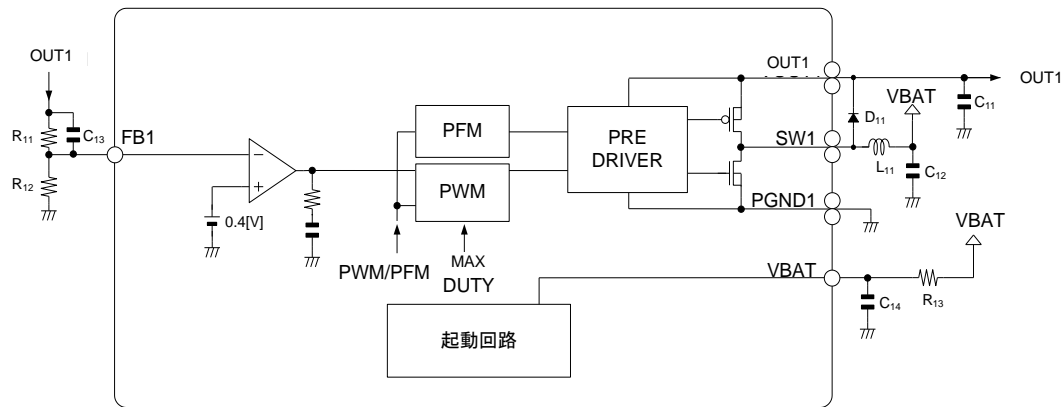 OUT1
R11
C13
FB1
R12
0.4[V]
PFM
PWM
PWM/PFM
MAX
DUTY
PRE
DRIVER
起動回路
OUT1
SW1
PGND1
VBAT
D11
VBAT
L11
C12
C11
OUT1
VBAT
C14
R13